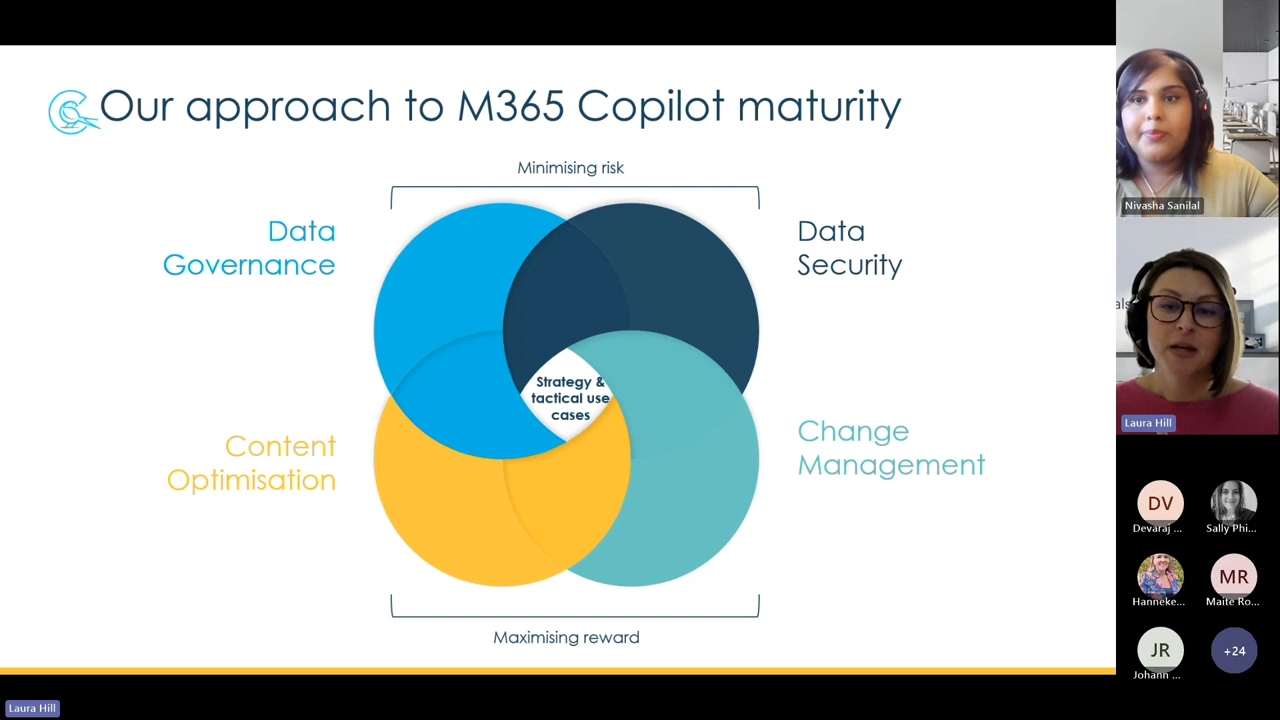 Our approach to M365 Copilot maturity
Minimising risk
Data
Governance
Data
Security
Strategy &
tactical use
cases
Content
Optimisation
Change
Management
Maximising reward
Nivasha Sanilal
als
Laura Hill
DV
Devaraj ...
Sally Phi...
Hanneke...
MR
Maite Ro...
JR
Johann ...
+24
Laura Hill